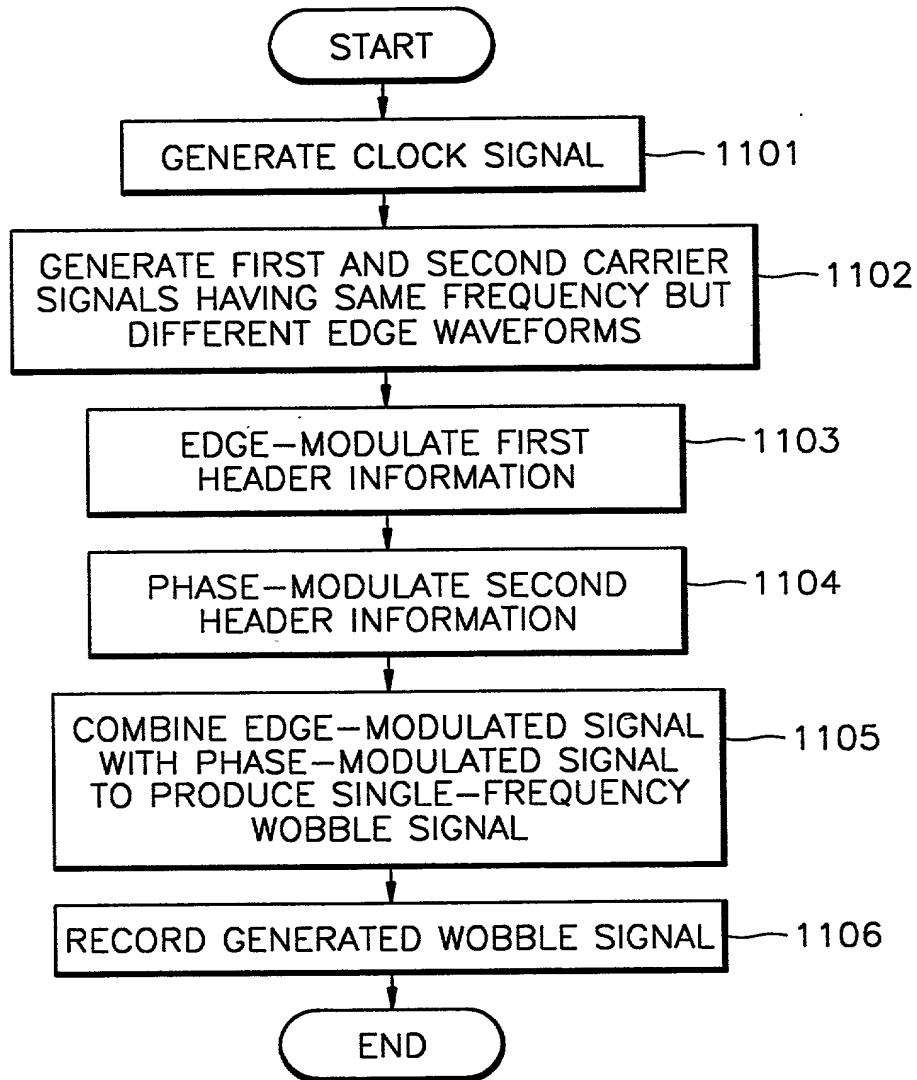 START
GENERATE CLOCK SIGNAL
1101
GENERATE FIRST AND SECOND CARRIER
SIGNALS HAVING SAME FREQUENCY BUT
DIFFERENT EDGE WAVEFORMS
1102
EDGE–MODULATE FIRST
HEADER INFORMATION
1103
PHASE–MODULATE SECOND
HEADER INFORMATION
1104
COMBINE EDGE–MODULATED SIGNAL
WITH PHASE–MODULATED SIGNAL
TO PRODUCE SINGLE–FREQUENCY
WOBBLE SIGNAL
1105
RECORD GENERATED WOBBLE SIGNAL
1106
END